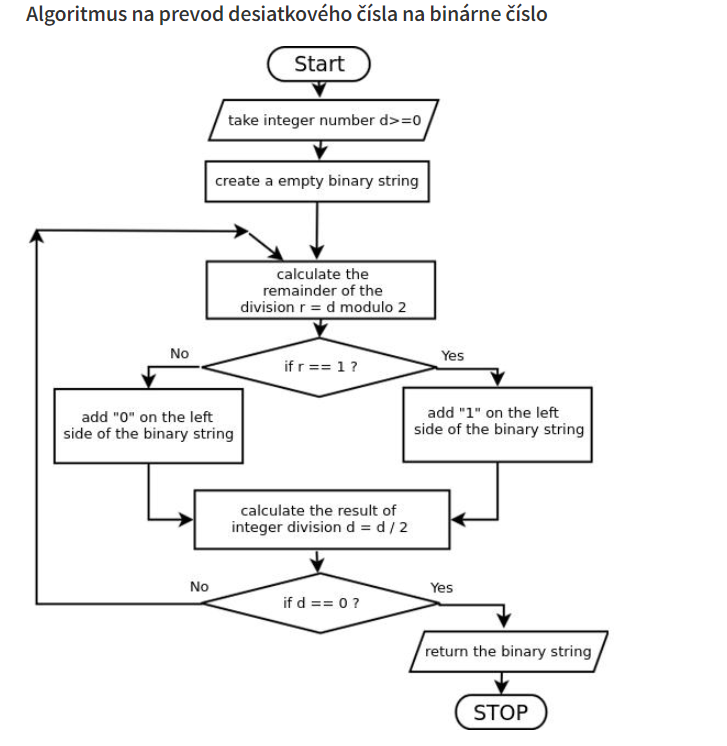 Algoritmus na prevod desiatkového čísla na binárne číslo
Start
take integer number d>=0
create a empty binary string
calculate the
remainder of the
division r = d modulo 2
No
if r == 1 ?
Yes
add "0" on the left
side of the binary string
add "1" on the left
side of the binary string
calculate the result of
integer division d = d / 2
No
if d == 0 ?
Yes
return the binary string
STOP